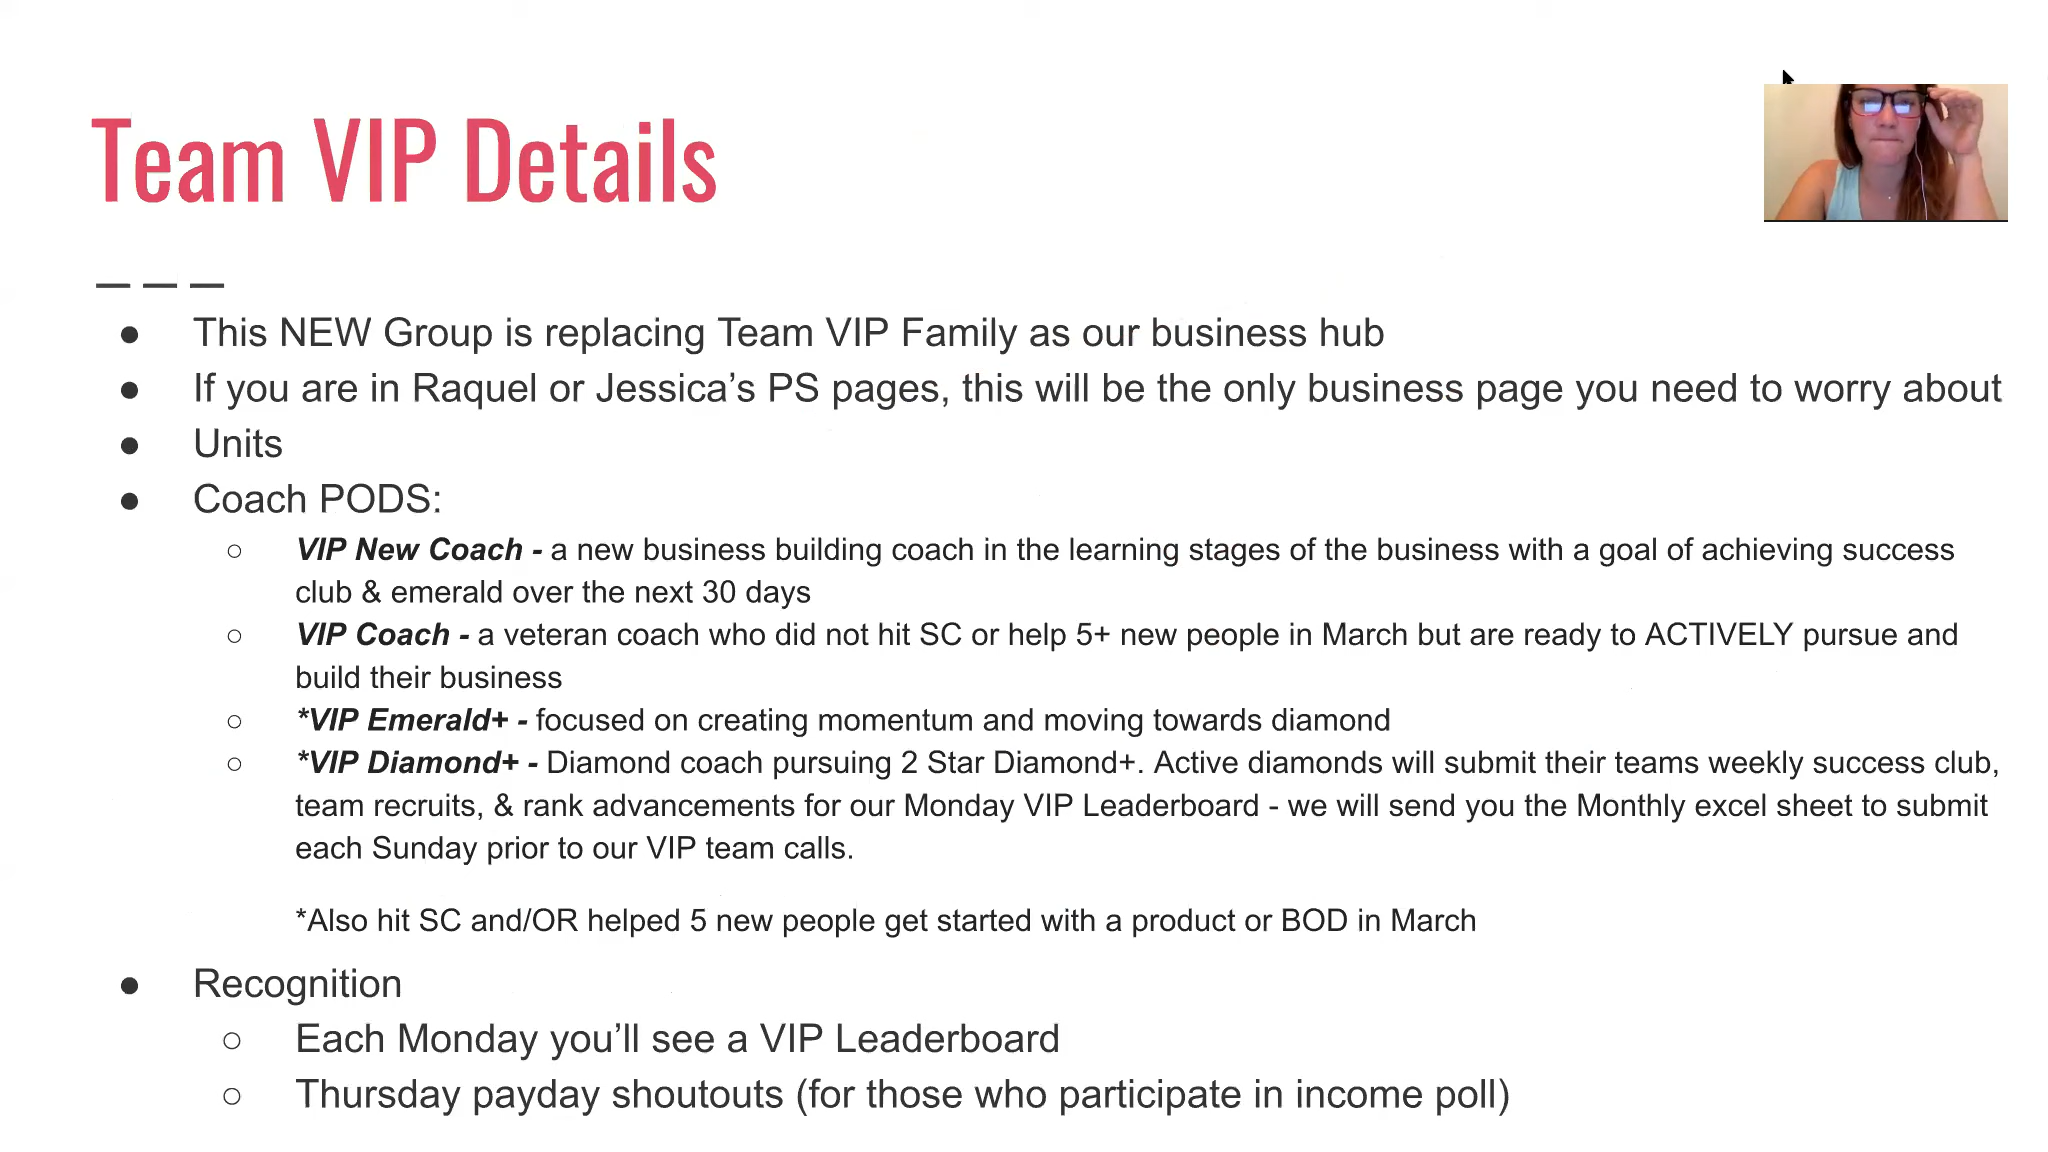 Team VIP Details
● This NEW Group is replacing Team VIP Family as our business hub
● If you are in Raquel or Jessica’s PS pages, this will be the only business page you need to worry about
● Units
● Coach PODS:
○ VIP New Coach - a new business building coach in the learning stages of the business with a goal of achieving success
club & emerald over the next 30 days
○ VIP Coach - a veteran coach who did not hit SC or help 5+ new people in March but are ready to ACTIVELY pursue and
build their business
○ *VIP Emerald+ - focused on creating momentum and moving towards diamond
○ *VIP Diamond+ - Diamond coach pursuing 2 Star Diamond+. Active diamonds will submit their teams weekly success club,
team recruits, & rank advancements for our Monday VIP Leaderboard - we will send you the Monthly excel sheet to submit
each Sunday prior to our VIP team calls.
*Also hit SC and/OR helped 5 new people get started with a product or BOD in March
● Recognition
○ Each Monday you’ll see a VIP Leaderboard
○ Thursday payday shoutouts (for those who participate in income poll)